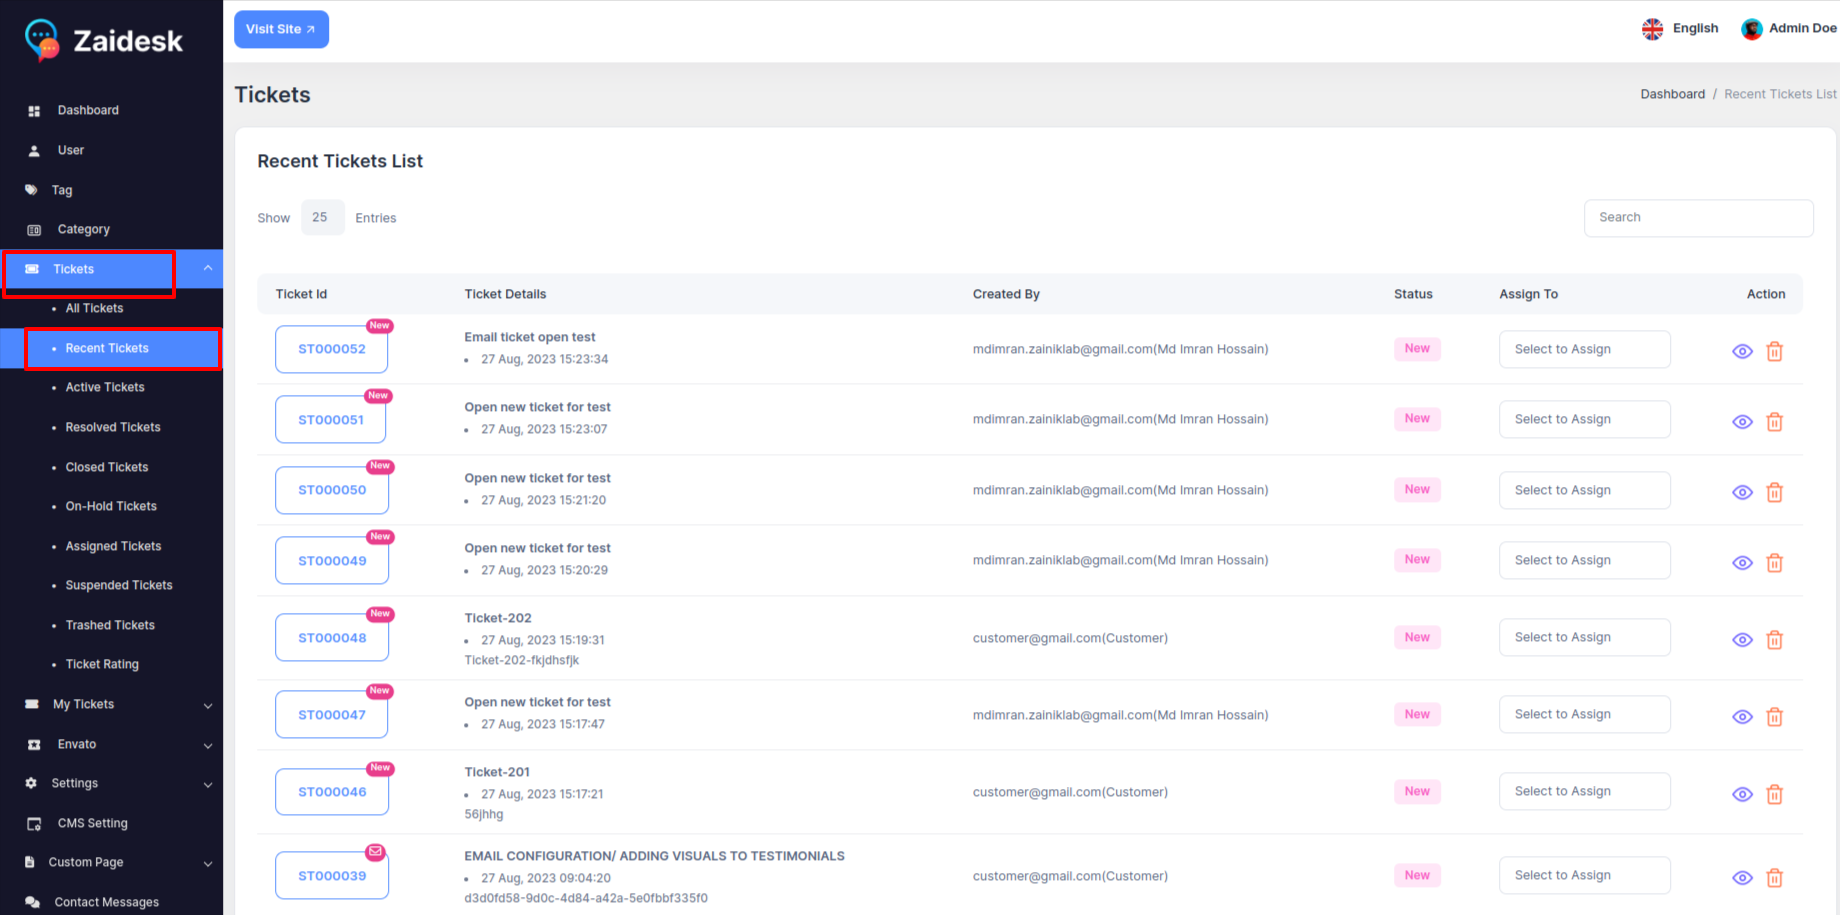 Zaidesk
Visit Site
English
Admin Doe
Dashboard
User
Tag
Category
Tickets
All Tickets
Recent Tickets
Active Tickets
Resolved Tickets
Closed Tickets
On-Hold Tickets
Assigned Tickets
Suspended Tickets
Trashed Tickets
Ticket Rating
My Tickets
Envato
Settings
CMS Setting
Custom Page
Contact Messages
Tickets
Dashboard / Recent Tickets List
Recent Tickets List
Show 25 Entries
Search
Ticket Id Ticket Details Created By Status Assign To Action
New
ST000052
Email ticket open test
27 Aug, 2023 15:23:34
mdimran.zainiklab@gmail.com(Md Imran Hossain)
New
Select to Assign
New
ST000051
Open new ticket for test
27 Aug, 2023 15:23:07
mdimran.zainiklab@gmail.com(Md Imran Hossain)
New
Select to Assign
New
ST000050
Open new ticket for test
27 Aug, 2023 15:21:20
mdimran.zainiklab@gmail.com(Md Imran Hossain)
New
Select to Assign
New
ST000049
Open new ticket for test
27 Aug, 2023 15:20:29
mdimran.zainiklab@gmail.com(Md Imran Hossain)
New
Select to Assign
New
ST000048
Ticket-202
27 Aug, 2023 15:19:31
Ticket-202-fkjdhsfjk
customer@gmail.com(Customer)
New
Select to Assign
New
ST000047
Open new ticket for test
27 Aug, 2023 15:17:47
mdimran.zainiklab@gmail.com(Md Imran Hossain)
New
Select to Assign
New
ST000046
Ticket-201
27 Aug, 2023 15:17:21
56jhhg
customer@gmail.com(Customer)
New
Select to Assign
ST000039
EMAIL CONFIGURATION/ ADDING VISUALS TO TESTIMONIALS
27 Aug, 2023 09:04:20
d3d0fd58-9d0c-4d84-a42a-5e0fbbf335f0
customer@gmail.com(Customer)
New
Select to Assign